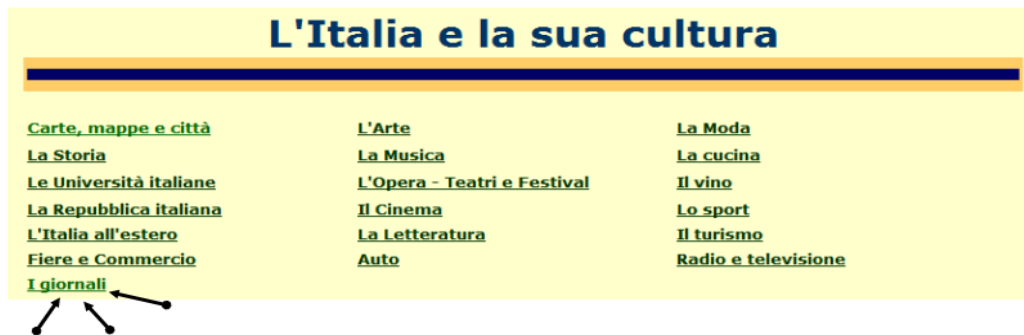 L'Italia e la sua cultura
Carte, mappe e città
La Storia
Le Università italiane
La Repubblica italiana
L'Italia all'estero
Fiere e Commercio
I giornali
L'Arte
La Musica
L'Opera - Teatri e Festival
Il Cinema
La Letteratura
Auto
La Moda
La cucina
Il vino
Lo sport
Il turismo
Radio e televisione